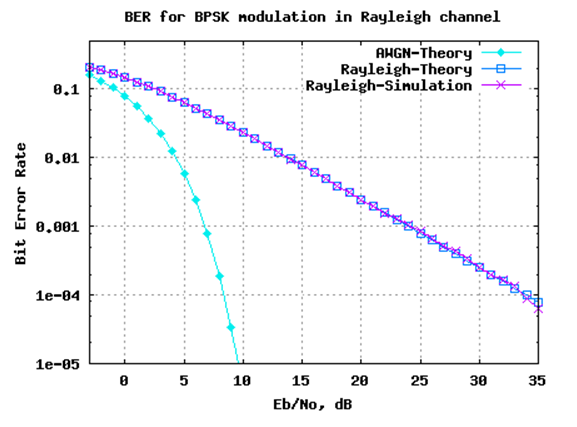 BER for BPSK modulation in Rayleigh channel
AWGN-Theory
Rayleigh-Theory
Rayleigh-Simulation
0.1
0.01
0.001
1e-04
1e-05
Bit Error Rate
0 5 10 15 20 25 30 35
Eb/No, dB